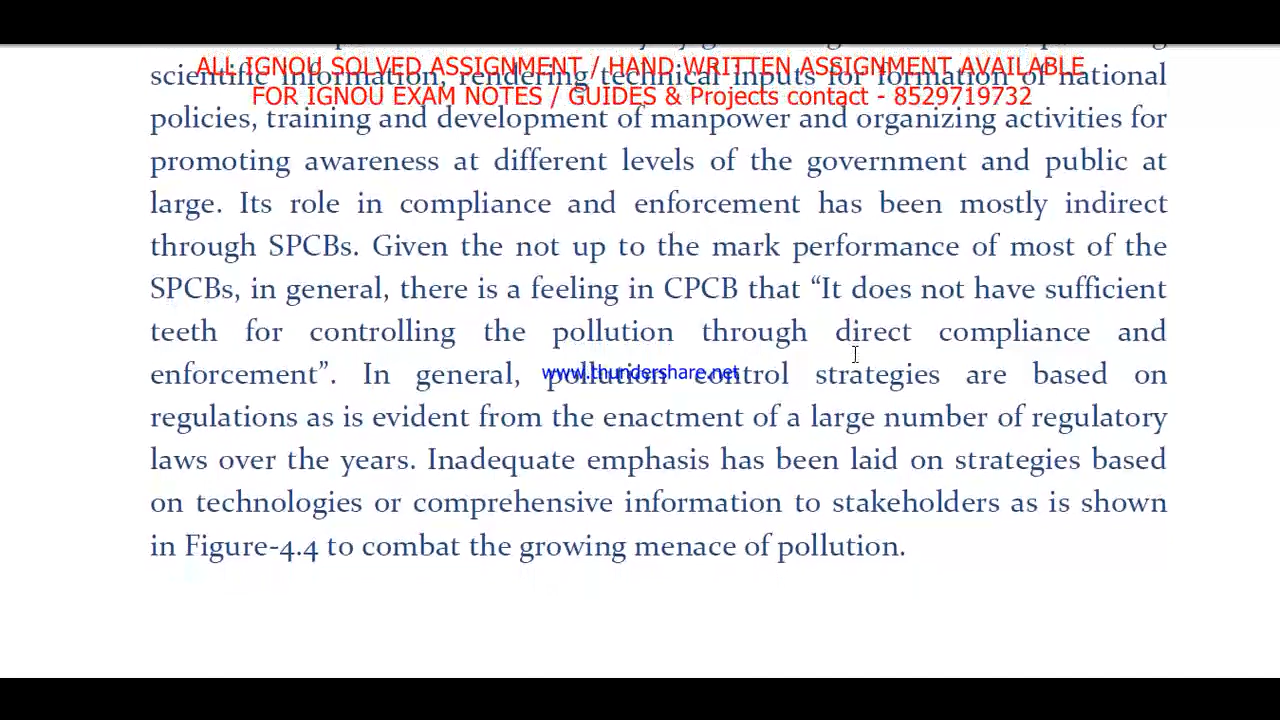 ALL IGNOU SOLVED ASSIGNMENT / HAND WRITTEN ASSIGNMENT AVAILABLE
scientific information, rendering technical inputs for formation of national
FOR IGNOU EXAM NOTES / GUIDES & Projects contact - 8529719732
policies, training and development of manpower and organizing activities for
promoting awareness at different levels of the government and public at
large. Its role in compliance and enforcement has been mostly indirect
through SPCBs. Given the not up to the mark performance of most of the
SPCBs, in general, there is a feeling in CPCB that “It does not have sufficient
teeth for controlling the pollution through direct compliance and
enforcement”. In general, pollution control strategies are based on
www.thundershare.net
regulations as is evident from the enactment of a large number of regulatory
laws over the years. Inadequate emphasis has been laid on strategies based
on technologies or comprehensive information to stakeholders as is shown
in Figure-4.4 to combat the growing menace of pollution.